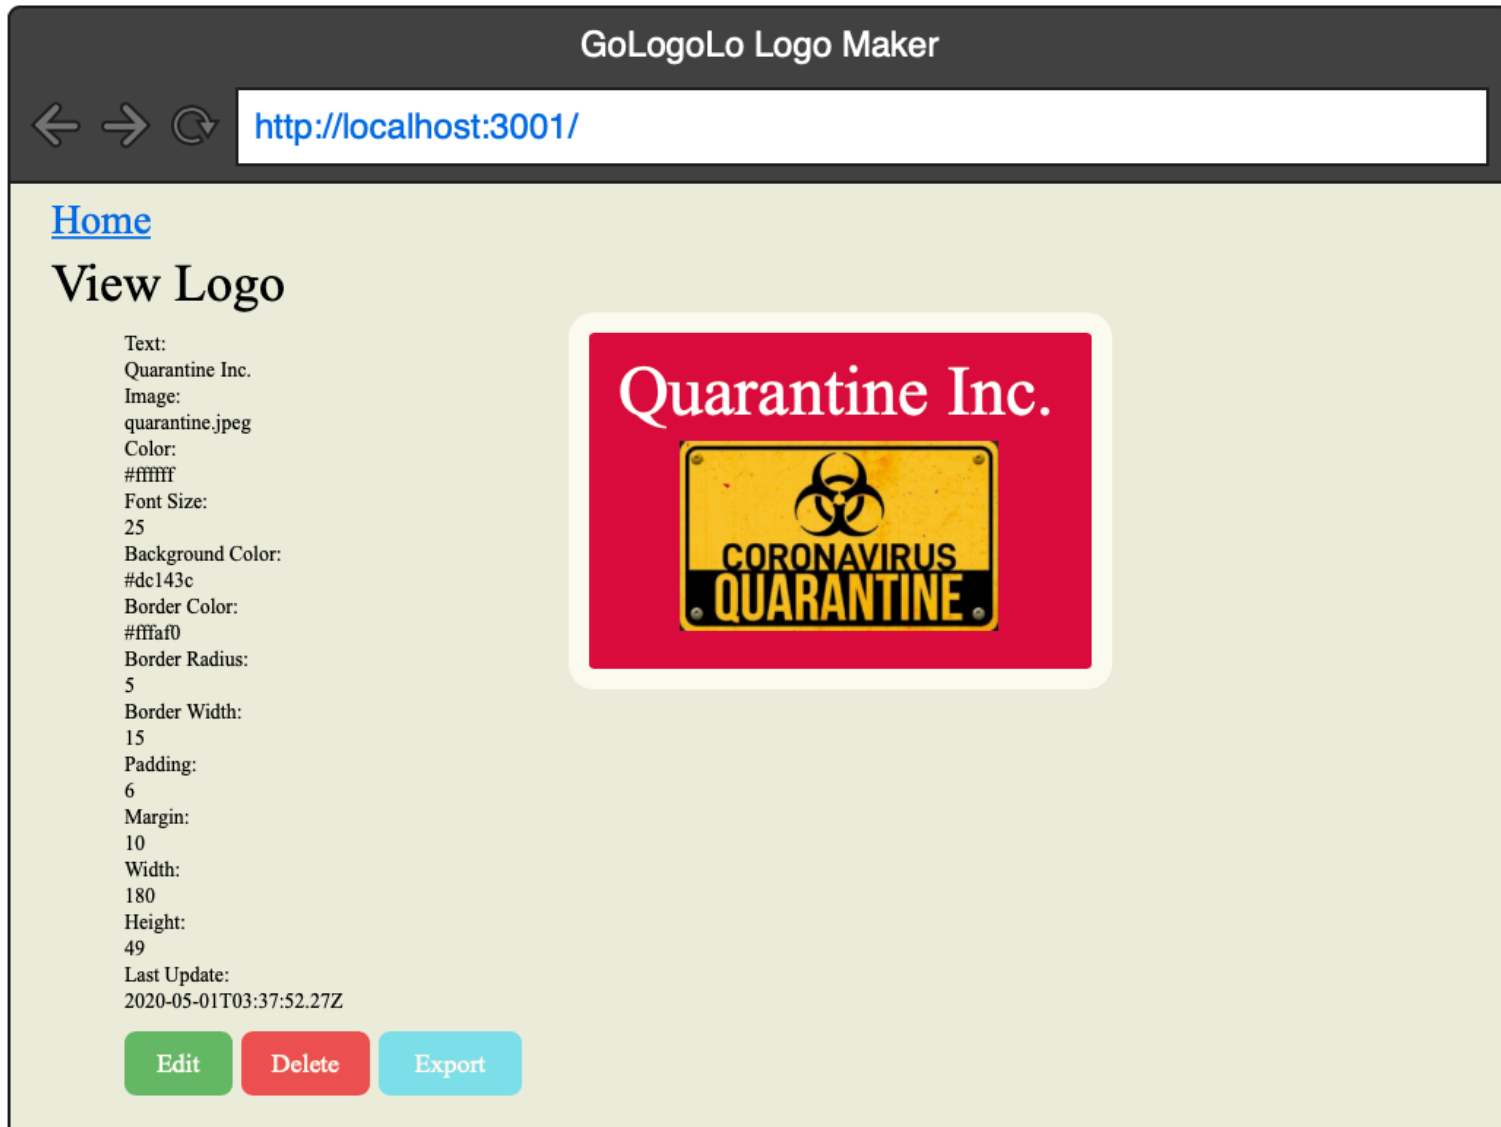 GoLogoLo Logo Maker
http://localhost:3001/
Home
View Logo
Text:
Quarantine Inc.
Image:
quarantine.jpeg
Color:
#ffffff
Font Size:
25
Background Color:
#dc143c
Border Color:
#fffaf0
Border Radius:
5
Border Width:
15
Padding:
6
Margin:
10
Width:
180
Height:
49
Last Update:
2020-05-01T03:37:52.27Z
Edit Delete Export
Quarantine Inc.
CORONAVIRUS
QUARANTINE